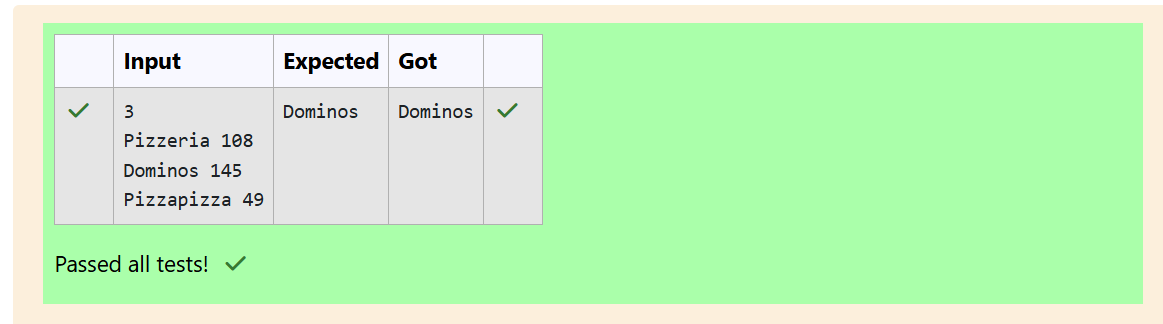 Input Expected Got
3 Dominos Dominos
Pizzeria 108
Dominos 145
Pizzapizza 49
Passed all tests!